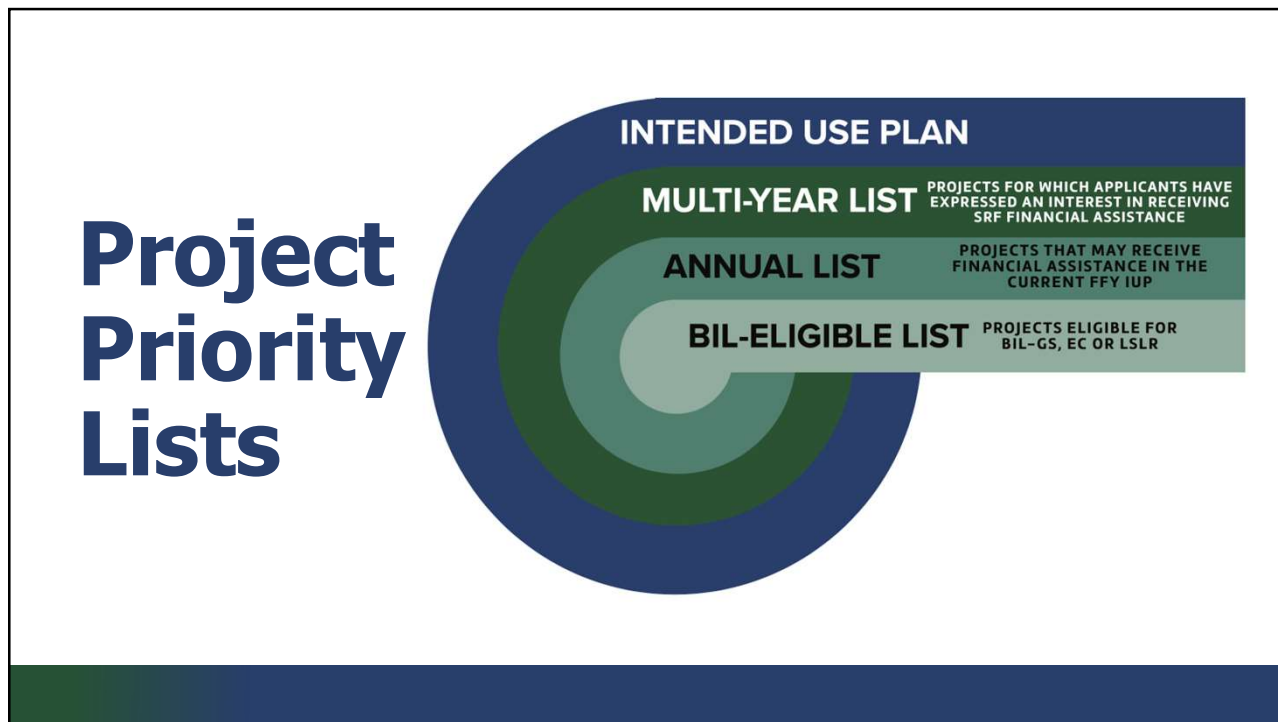 Project
Priority
Lists
INTENDED USE PLAN
MULTI-YEAR LIST
PROJECTS FOR WHICH APPLICANTS HAVE
EXPRESSED AN INTEREST IN RECEIVING
SRF FINANCIAL ASSISTANCE
ANNUAL LIST
PROJECTS THAT MAY RECEIVE
FINANCIAL ASSISTANCE IN THE
CURRENT FFY IUP
BIL-ELIGIBLE LIST
PROJECTS ELIGIBLE FOR
BIL-GS, EC OR LSLR